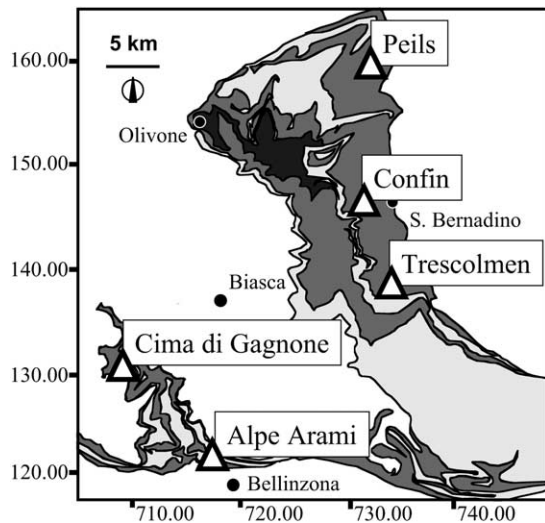 160.00
5 km
Peils
Olivone
150.00
Confin
S. Bernadino
140.00
Trescolmen
Biasca
Cima di Gagnone
130.00
Alpe Arami
120.00
Bellinzona
710.00 720.00 730.00 740.00